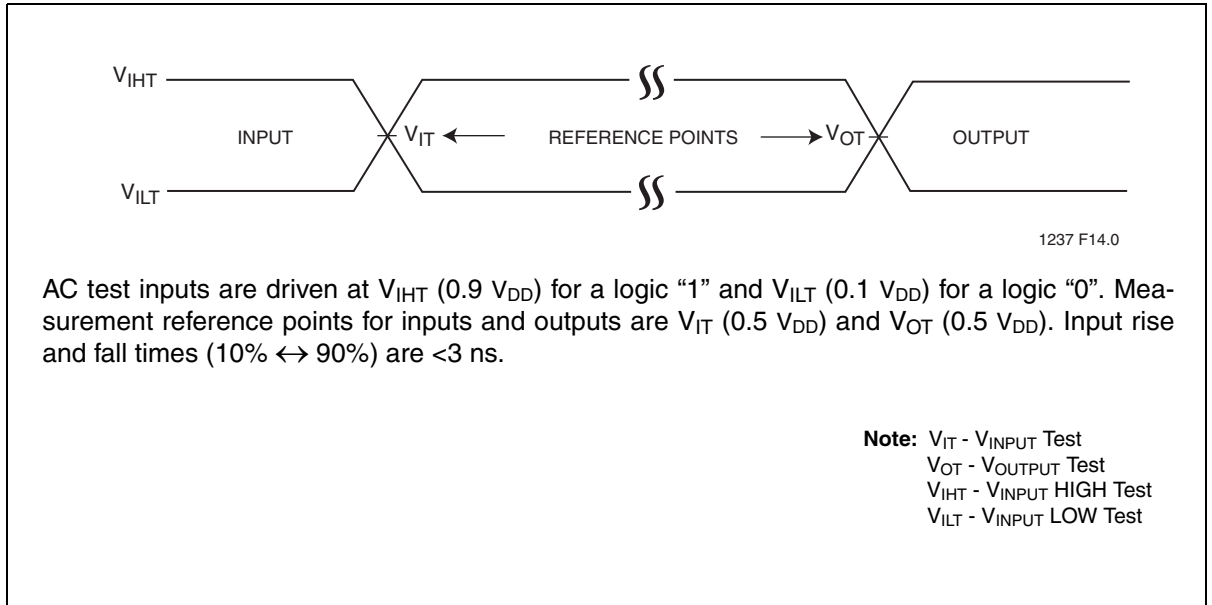 VIHT
INPUT VIT REFERENCE POINTS VOT OUTPUT
VILT
1237 F14.0
AC test inputs are driven at VIHT (0.9 VDD) for a logic “1” and VILT (0.1 VDD) for a logic “0”. Mea-
surement reference points for inputs and outputs are VIT (0.5 VDD) and VOT (0.5 VDD). Input rise
and fall times (10% ↔ 90%) are <3 ns.
Note: VIT - VINPUT Test
VOT - VOUTPUT Test
VIHT - VINPUT HIGH Test
VILT - VINPUT LOW Test